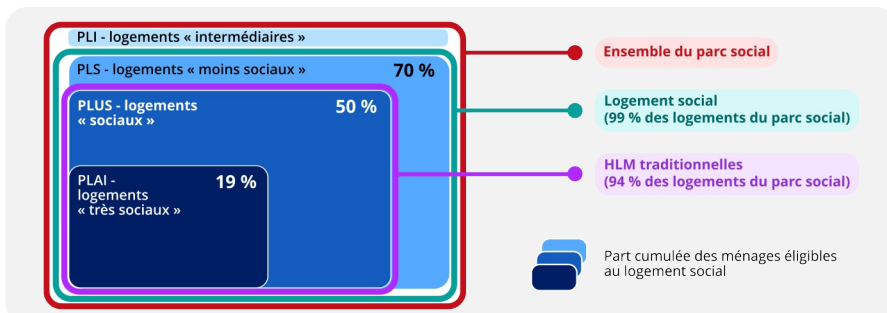 PLI - logements « intermédiaires »
PLS - logements « moins sociaux »
70 %
PLUS - logements
« sociaux »
50 %
PLAI -
logements
« très sociaux »
19 %
Ensemble du parc social
Logement social
(99 % des logements du parc social)
HLM traditionnelles
(94 % des logements du parc social)
Part cumulée des ménages éligibles
au logement social